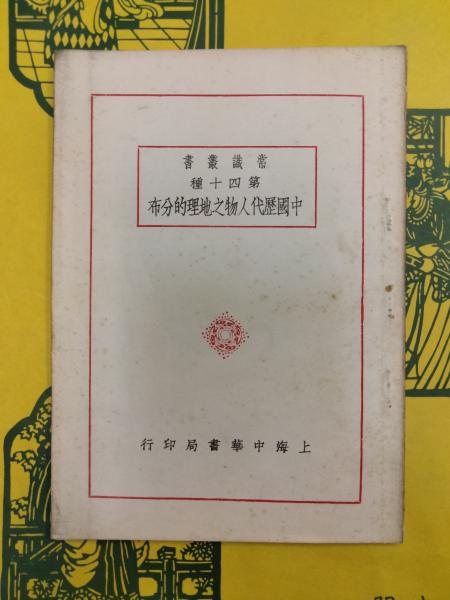 常識叢書
第四十種
中國歷代人物之地理的分布
上海中華書局印行